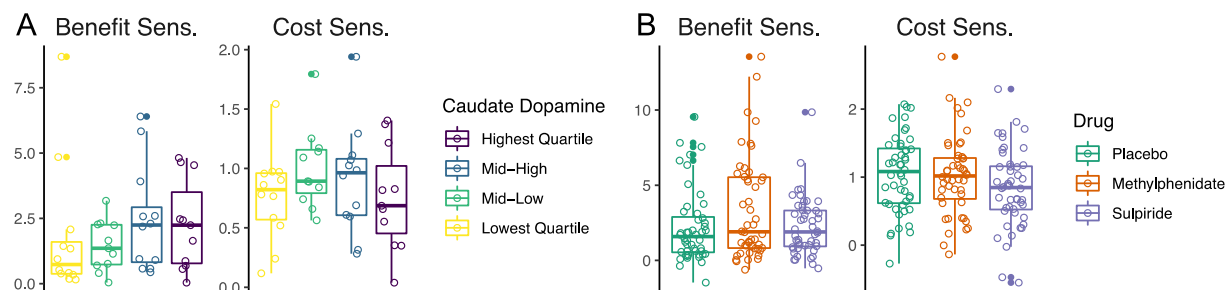 A
Benefit Sens.
Cost Sens.
7.5
5.0
2.5
0.0
2.0
1.5
1.0
0.5
0.0
Caudate Dopamine
Highest Quartile
Mid−High
Mid−Low
Lowest Quartile
B
Benefit Sens.
Cost Sens.
10
5
0
2
1
0
Drug
Placebo
Methylphenidate
Sulpiride